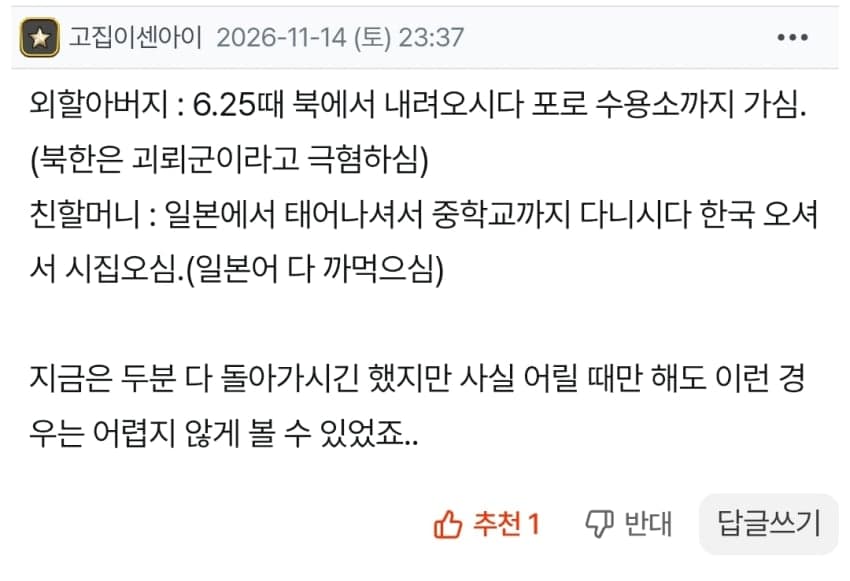 고집이센아이 2026-11-14 (토) 23:37
외할아버지 : 6.25때 북에서 내려오시다 포로 수용소까지 가심.
(북한은 괴뢰군이라고 극혐하심)
친할머니 : 일본에서 태어나셔서 중학교까지 다니시다 한국 오셔
서 시집오심.(일본어 다 까먹으심)
지금은 두분 다 돌아가시긴 했지만 사실 어릴 때만 해도 이런 경
우는 어렵지 않게 볼 수 있었죠..
추천 1 반대 답글쓰기